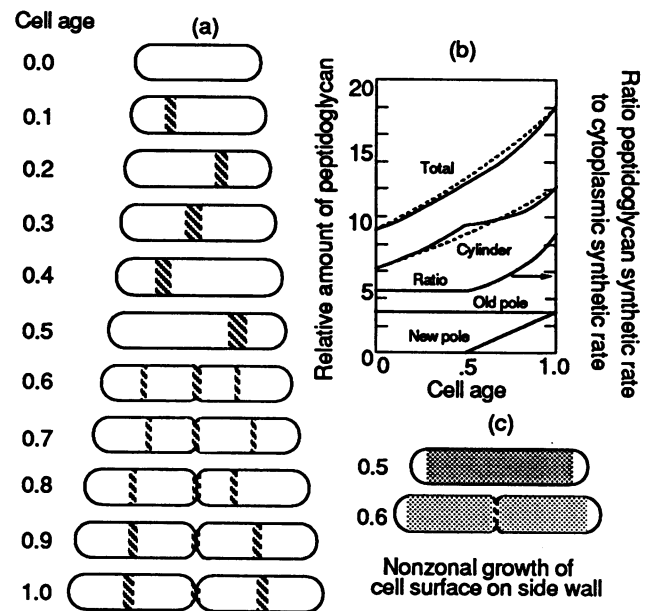 Cell age
(a)
0.0
0.1
0.2
0.3
0.4
0.5
0.6
0.7
0.8
0.9
1.0
(b)
Relative amount of peptidoglycan
20
15
10
5
0
Total
Cylinder
Ratio
Old pole
New pole
.0
.5
1.0
Cell age
Ratio peptidoglycan synthetic rate
to cytoplasmic synthetic rate
(c)
0.5
0.6
Nonzonal growth of
cell surface on side wall